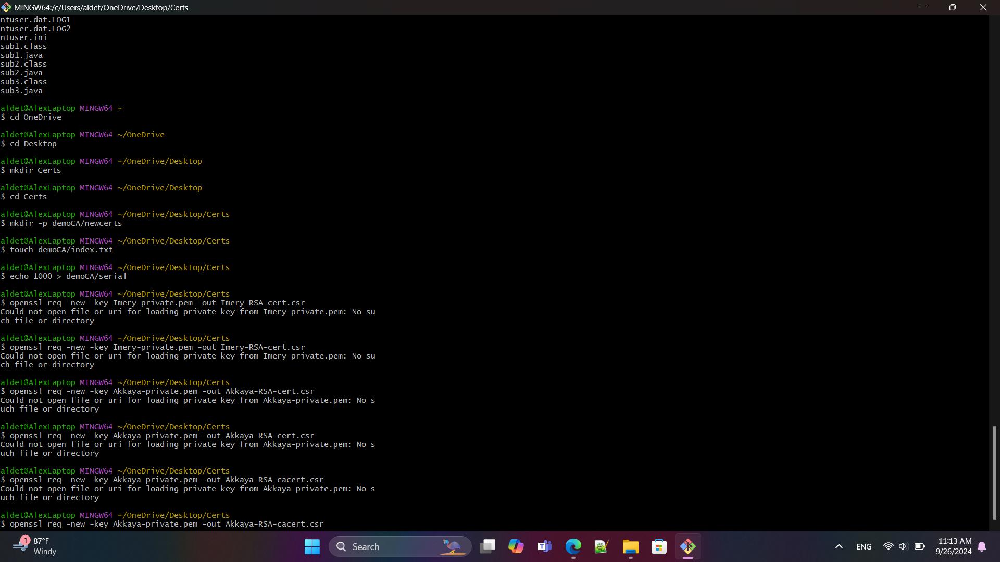 MINGW64:/c/Users/aldet/OneDrive/Desktop/Certs
ntuser.dat.LOG1
ntuser.dat.LOG2
ntuser.ini
sub1.class
sub1.java
sub2.class
sub2.java
sub3.class
sub3.java
aldet@AlexLaptop MINGW64 ~
$ cd OneDrive
aldet@AlexLaptop MINGW64 ~/OneDrive
$ cd Desktop
aldet@AlexLaptop MINGW64 ~/OneDrive/Desktop
$ mkdir Certs
aldet@AlexLaptop MINGW64 ~/OneDrive/Desktop
$ cd Certs
aldet@AlexLaptop MINGW64 ~/OneDrive/Desktop/Certs
$ mkdir -p demoCA/newcerts
aldet@AlexLaptop MINGW64 ~/OneDrive/Desktop/Certs
$ touch demoCA/index.txt
aldet@AlexLaptop MINGW64 ~/OneDrive/Desktop/Certs
$ echo 1000 > demoCA/serial
aldet@AlexLaptop MINGW64 ~/OneDrive/Desktop/Certs
$ openssl req -new -key Imery-private.pem -out Imery-RSA-cert.csr
Could not open file or uri for loading private key from Imery-private.pem: No su
ch file or directory
aldet@AlexLaptop MINGW64 ~/OneDrive/Desktop/Certs
$ openssl req -new -key Imery-private.pem -out Imery-RSA-cert.csr
Could not open file or uri for loading private key from Imery-private.pem: No su
ch file or directory
aldet@AlexLaptop MINGW64 ~/OneDrive/Desktop/Certs
$ openssl req -new -key Akkaya-private.pem -out Akkaya-RSA-cert.csr
Could not open file or uri for loading private key from Akkaya-private.pem: No s
uch file or directory
aldet@AlexLaptop MINGW64 ~/OneDrive/Desktop/Certs
$ openssl req -new -key Akkaya-private.pem -out Akkaya-RSA-cert.csr
Could not open file or uri for loading private key from Akkaya-private.pem: No s
uch file or directory
aldet@AlexLaptop MINGW64 ~/OneDrive/Desktop/Certs
$ openssl req -new -key Akkaya-private.pem -out Akkaya-RSA-cacert.csr
Could not open file or uri for loading private key from Akkaya-private.pem: No s
uch file or directory
aldet@AlexLaptop MINGW64 ~/OneDrive/Desktop/Certs
$ openssl req -new -key Akkaya-private.pem -out Akkaya-RSA-cacert.csr
1
87°F
Windy
Search
ENG
11:13 AM
9/26/2024